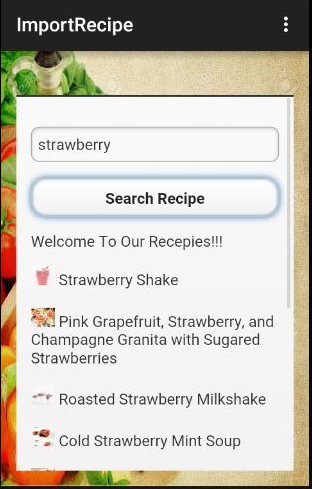 ImportRecipe
strawberry
Search Recipe
Welcome To Our Recepies!!!
Strawberry Shake
Pink Grapefruit, Strawberry, and
Champagne Granita with Sugared
Strawberries
Roasted Strawberry Milkshake
Cold Strawberry Mint Soup